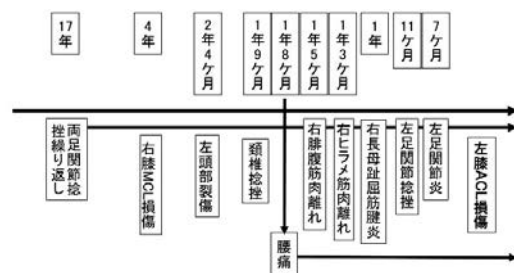 17年
4年
2年4ケ月
1年9ケ月
1年8ケ月
1年5ケ月
1年3ケ月
1年
11ケ月
7ケ月
両足関節捻
挫繰り返し
右膝MCL損傷
左頭部裂傷
頚椎捻挫
腰痛
右腓腹筋肉離れ
右ヒラメ筋肉離れ
右長母趾屈筋腱炎
左足関節捻挫
左足関節炎
左膝ACL損傷